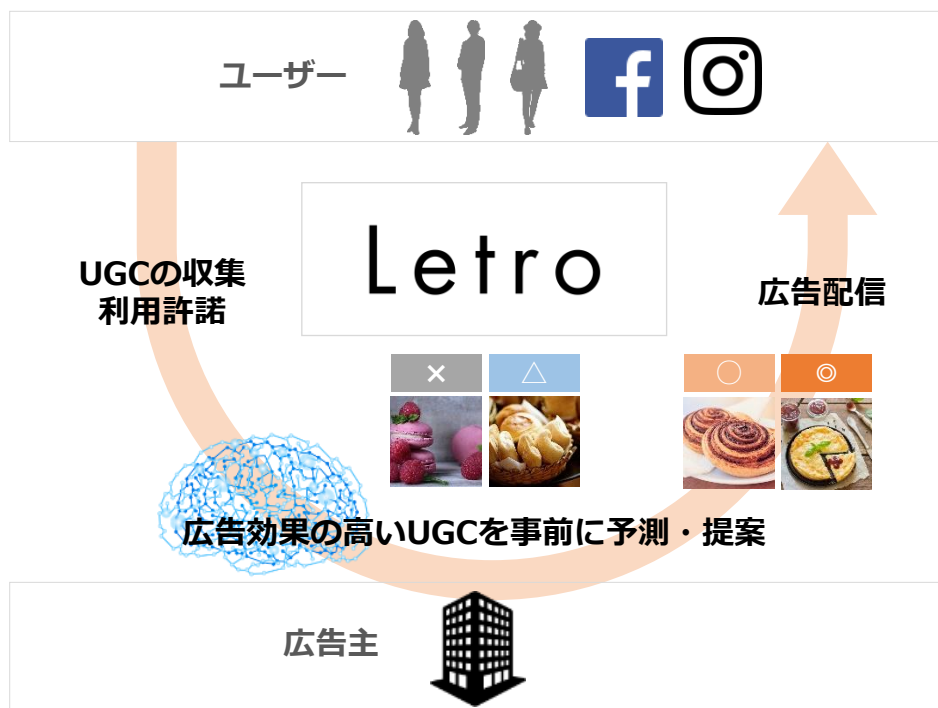 ユーザー
Letro
UGCの収集
利用許諾
広告配信
× △ ○ ◎
広告効果の高いUGCを事前に予測・提案
広告主